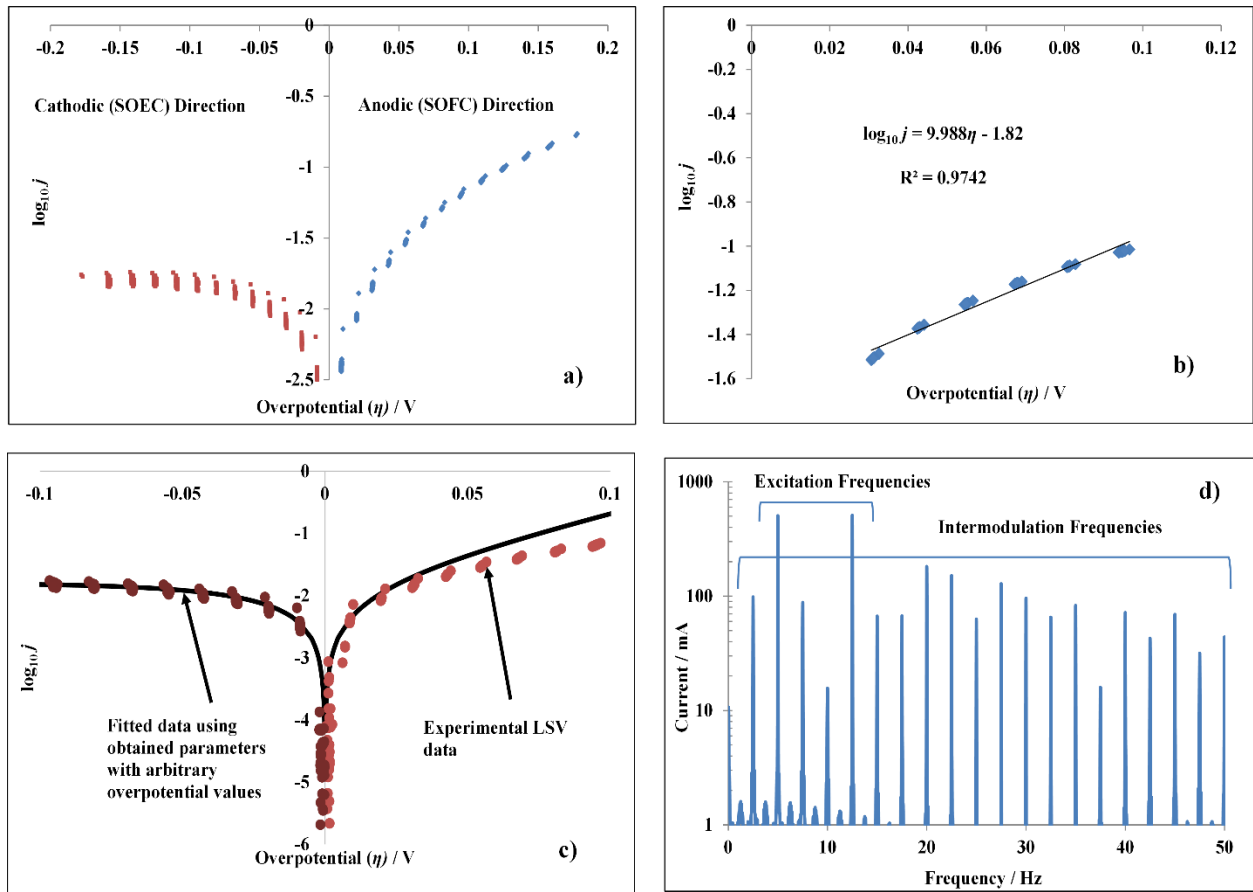 0
-0.2 -0.15 -0.1 -0.05 0 0.05 0.1 0.15 0.2
-0.5
Cathodic (SOEC) Direction
Anodic (SOFC) Direction
-1
log₁₀ j
-1.5
-2
-2.5
a)
Overpotential (η) / V
0
0 0.02 0.04 0.06 0.08 0.1 0.12
-0.2
-0.4
log₁₀ j = 9.988η - 1.82
-0.6
R² = 0.9742
-0.8
log₁₀ j
-1
-1.2
-1.4
-1.6
b)
Overpotential (η) / V
0
-0.1 -0.05 0 0.05 0.1
-1
-2
-3
log₁₀ j
-4
Fitted data using
obtained parameters
with arbitrary
overpotential values
Experimental LSV
data
-5
-6
c)
Overpotential (η) / V
d)
Excitation Frequencies
Intermodulation Frequencies
1000
100
10
1
Current / mA
0 10 20 30 40 50
Frequency / Hz